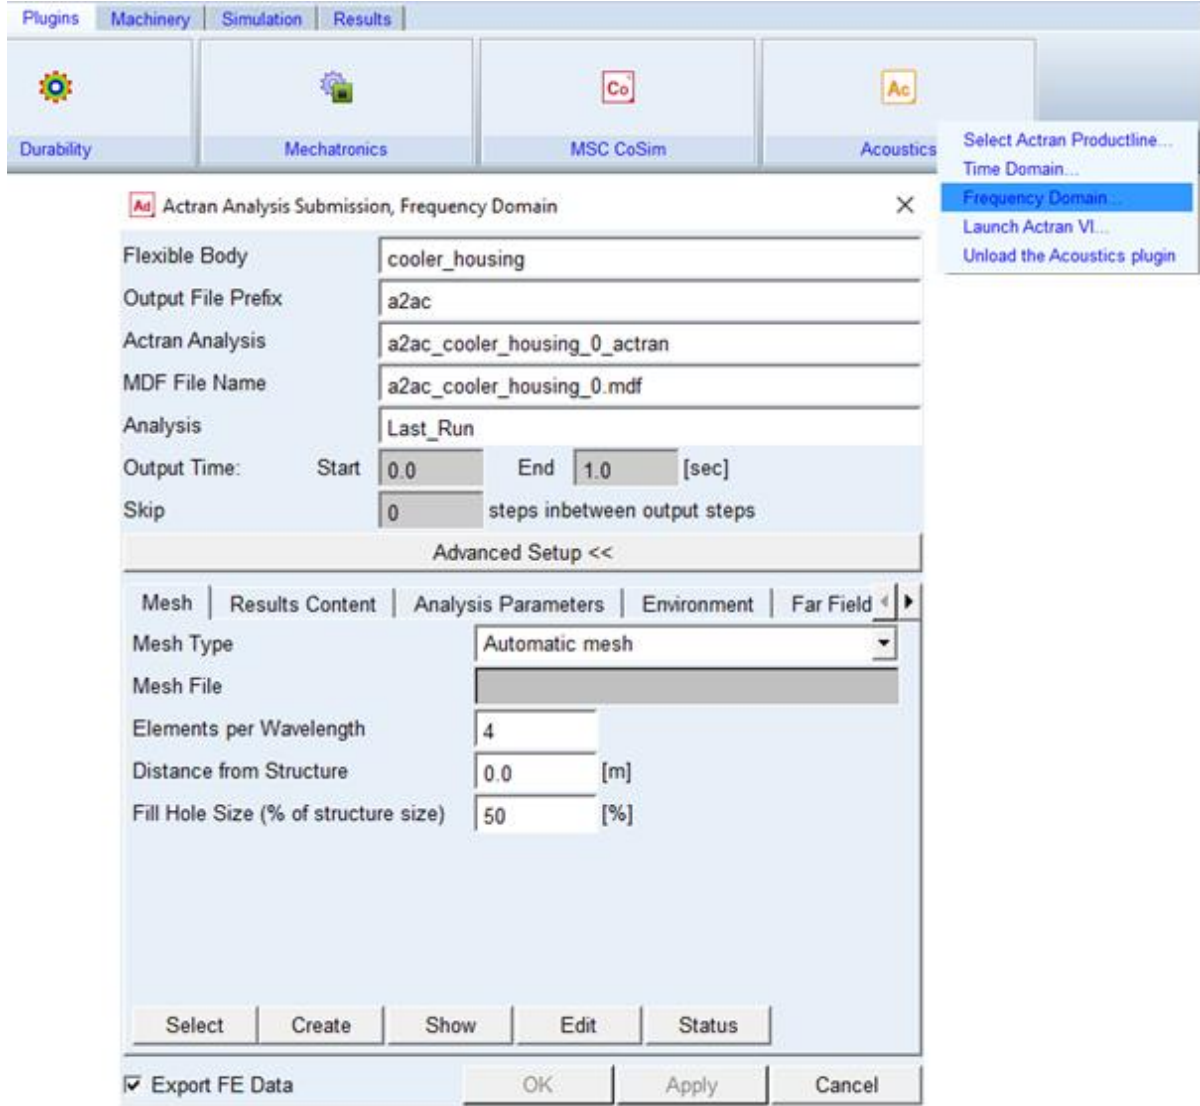 Plugins Machinery Simulation Results
Co
Ac
Durability Mechatronics MSC CoSim Acoustics
Select Actran Productline...
Time Domain...
Frequency Domain...
Launch Actran VI...
Unload the Acoustics plugin
Ad Actran Analysis Submission, Frequency Domain
Flexible Body cooler_housing
Output File Prefix a2ac
Actran Analysis a2ac_cooler_housing_0_actran
MDF File Name a2ac_cooler_housing_0.mdf
Analysis Last_Run
Output Time: Start 0.0 End 1.0 [sec]
Skip 0 steps inbetween output steps
Advanced Setup <<
Mesh Results Content Analysis Parameters Environment Far Field
Mesh Type Automatic mesh
Mesh File
Elements per Wavelength 4
Distance from Structure 0.0 [m]
Fill Hole Size (% of structure size) 50 [%]
Select Create Show Edit Status
Export FE Data OK Apply Cancel